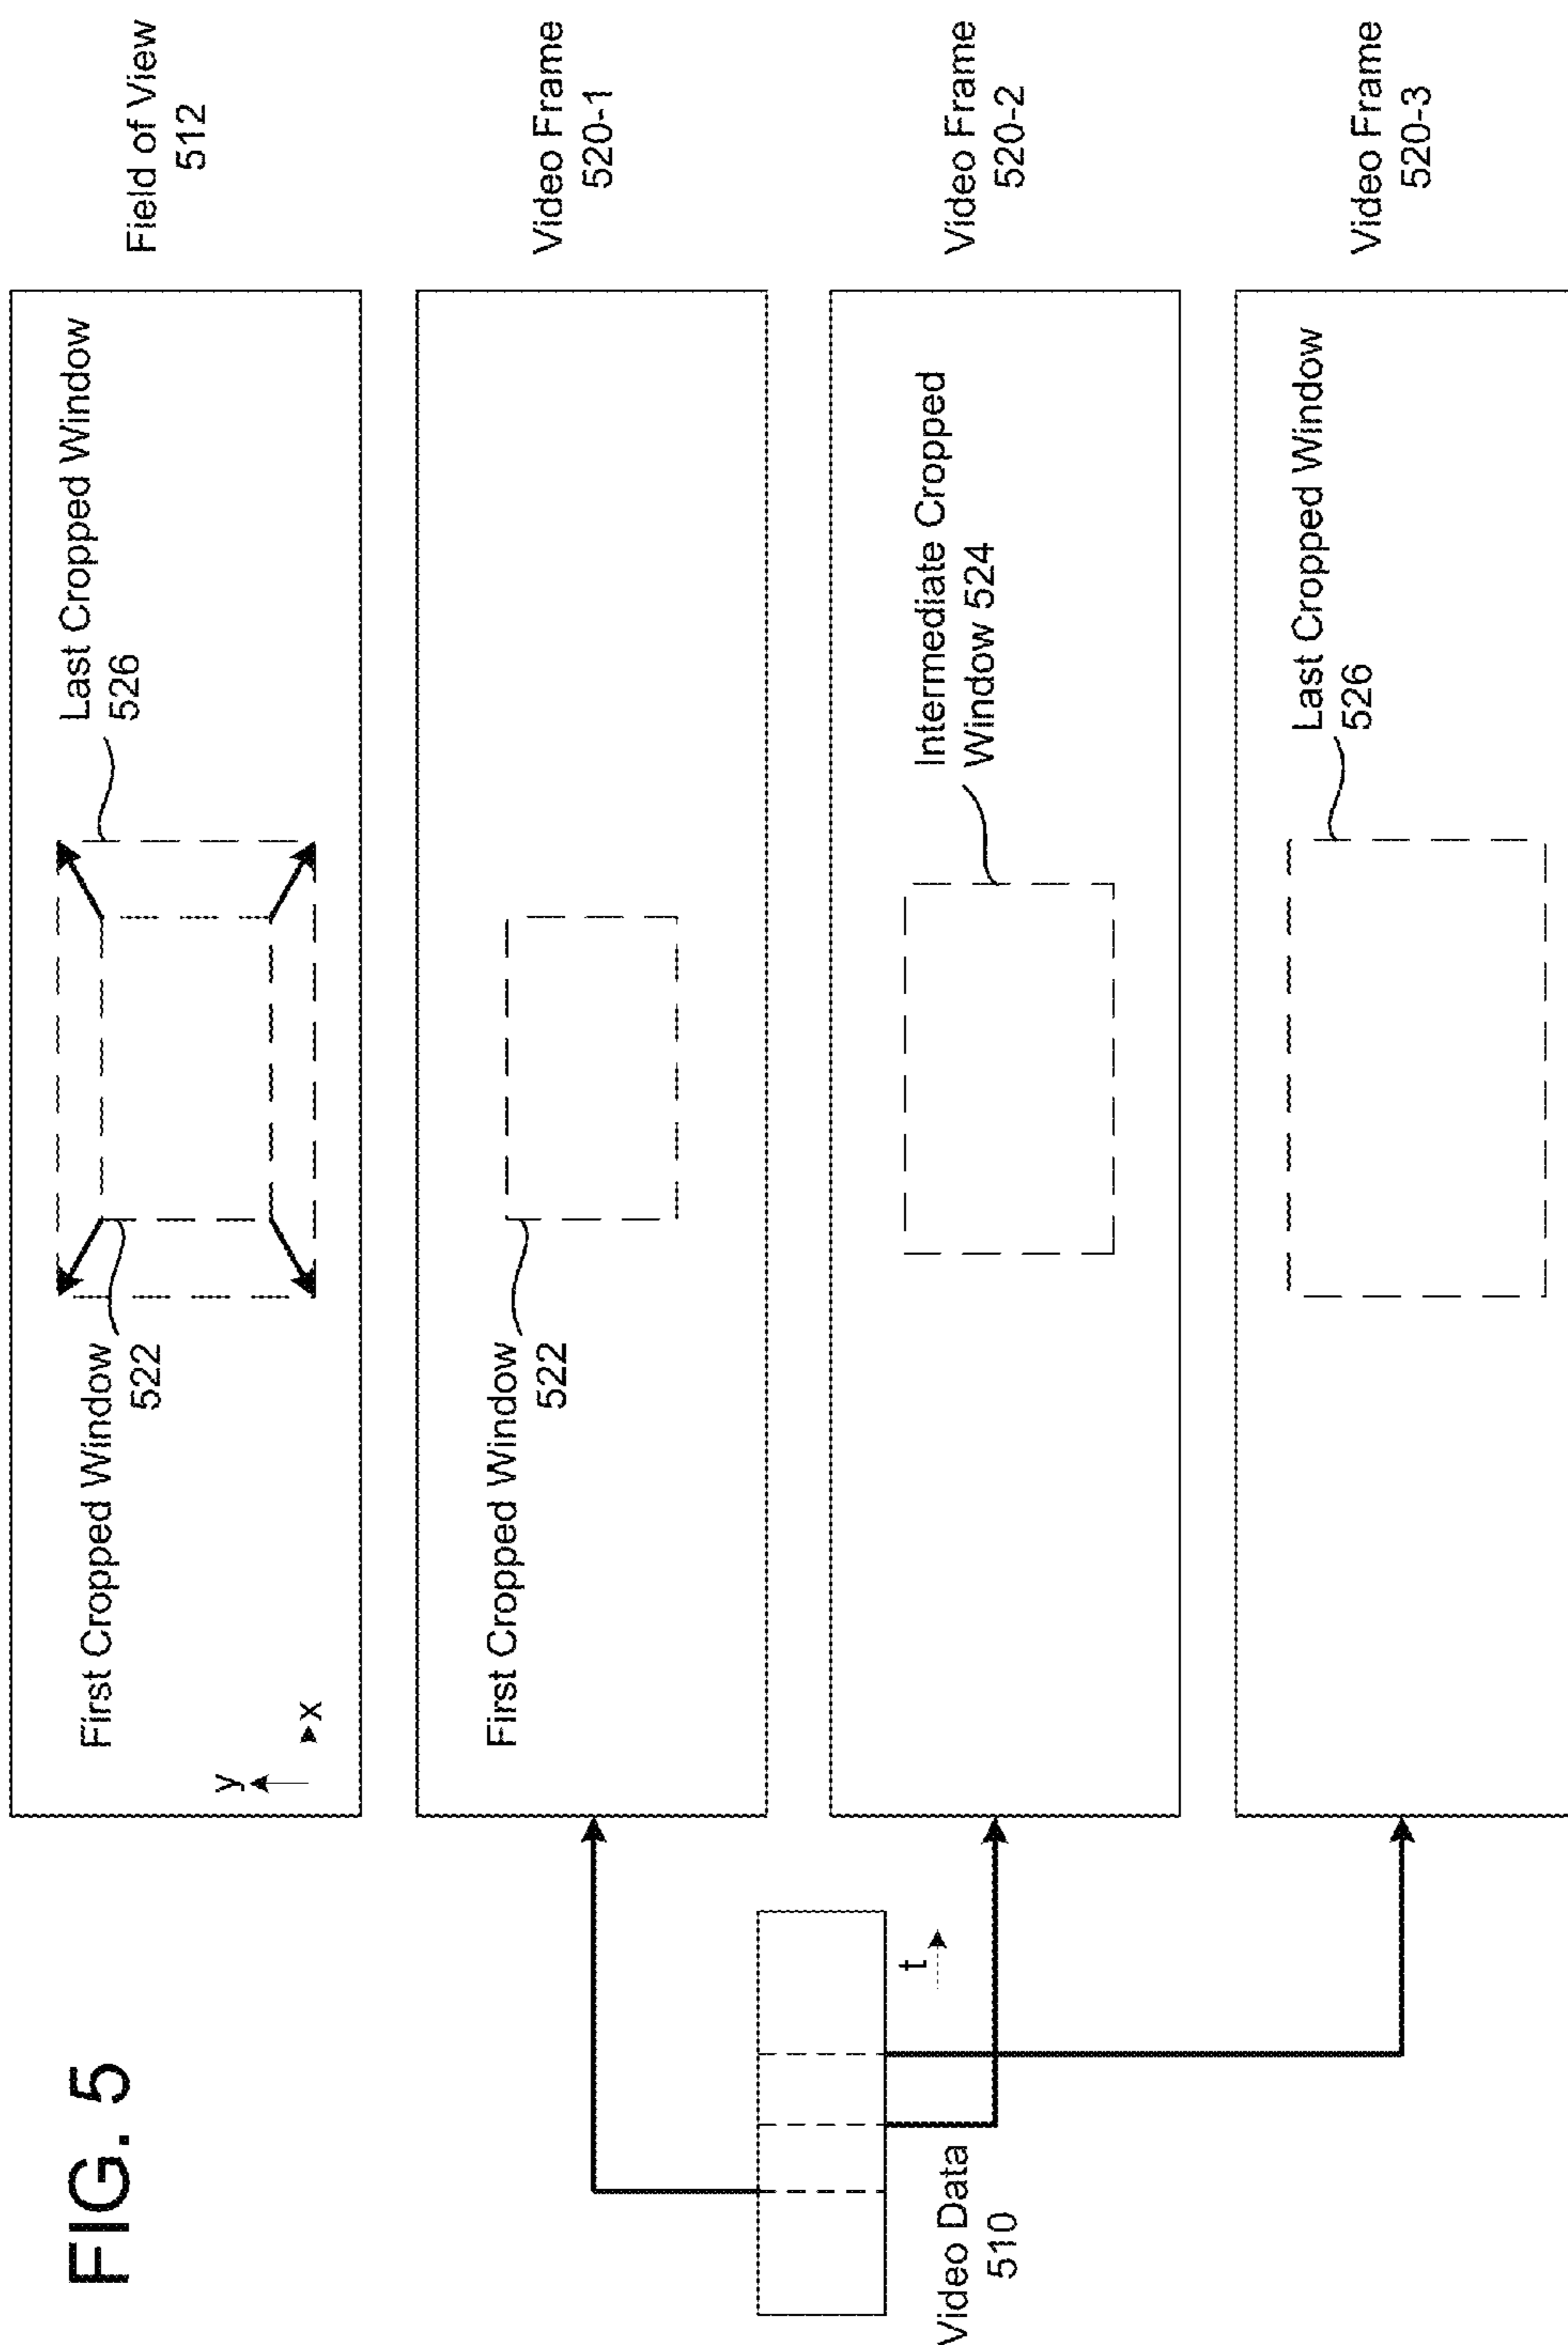 FIG. 5
First Cropped Window
522
Last Cropped Window
526
y
x
Field of View
512
First Cropped Window
522
Video Frame
520-1
Video Data
510
t
Intermediate Cropped
Window 524
Video Frame
520-2
Last Cropped Window
526
Video Frame
520-3